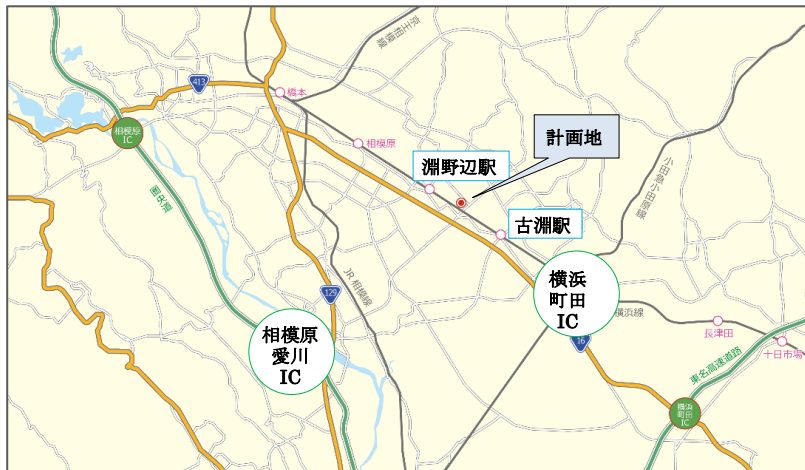 京王相模線
413
橋本
相模原
IC
相模原
計画地
淵野辺駅
小田急小田原線
古淵駅
圏央道
JR 相模線
横浜
町田
IC
129
横浜線
相模原
愛川
IC
16
長津田
十日市場
東名高速道路
横浜
町田
IC